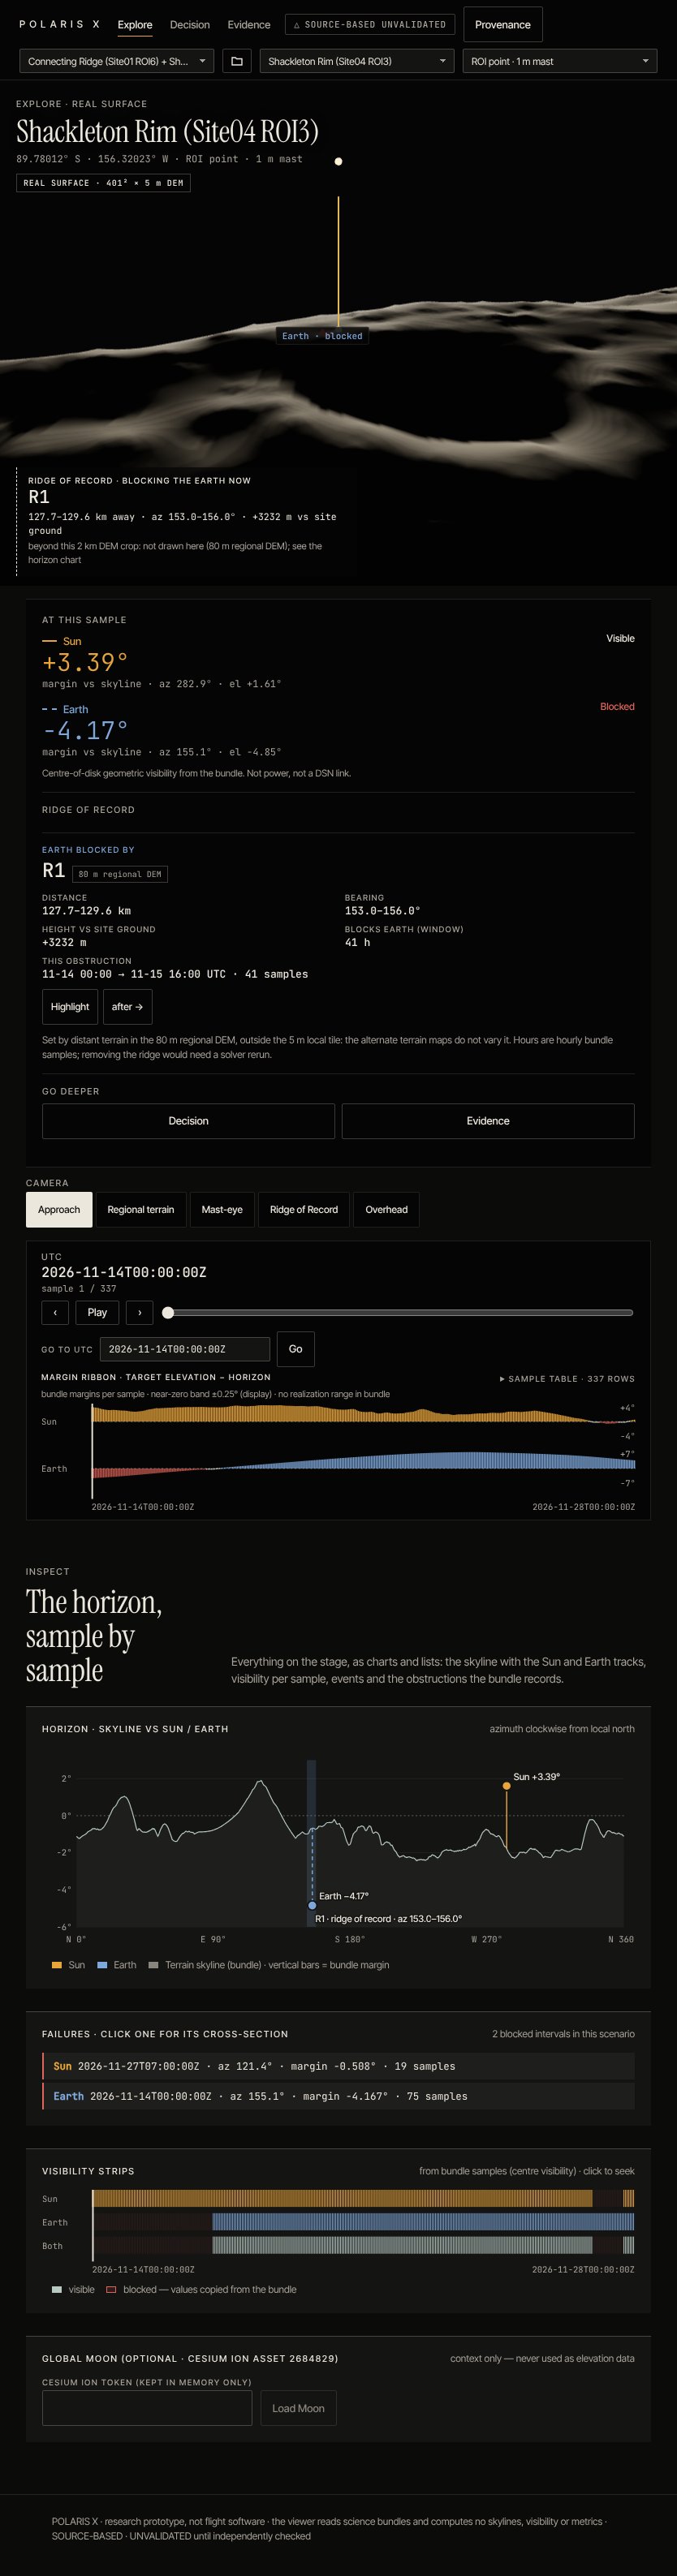 POLARIS X
Explore
Decision
Evidence
△ SOURCE-BASED UNVALIDATED
Provenance
Connecting Ridge (Site01 ROI6) + Sh...
Shackleton Rim (Site04 ROI3)
ROI point · 1 m mast
EXPLORE · REAL SURFACE
Shackleton Rim (Site04 ROI3)
89.78012° S · 156.32023° W · ROI point · 1 m mast
REAL SURFACE · 401² × 5 m DEM
Earth · blocked
RIDGE OF RECORD · BLOCKING THE EARTH NOW
R1
127.7–129.6 km away · az 153.0–156.0° · +3232 m vs site
ground
beyond this 2 km DEM crop: not drawn here (80 m regional DEM); see the
horizon chart
AT THIS SAMPLE
Sun
Visible
+3.39°
margin vs skyline · az 282.9° · el +1.61°
Earth
Blocked
-4.17°
margin vs skyline · az 155.1° · el -4.85°
Centre-of-disk geometric visibility from the bundle. Not power, not a DSN link.
RIDGE OF RECORD
EARTH BLOCKED BY
R1 80 m regional DEM
DISTANCE
127.7–129.6 km
BEARING
153.0–156.0°
HEIGHT VS SITE GROUND
+3232 m
BLOCKS EARTH (WINDOW)
41 h
THIS OBSTRUCTION
11-14 00:00 → 11-15 16:00 UTC · 41 samples
Highlight
after →
Set by distant terrain in the 80 m regional DEM, outside the 5 m local tile: the alternate terrain maps do not vary it. Hours are hourly bundle
samples; removing the ridge would need a solver rerun.
GO DEEPER
Decision
Evidence
CAMERA
Approach
Regional terrain
Mast-eye
Ridge of Record
Overhead
UTC
2026-11-14T00:00:00Z
sample 1 / 337
‹
Play
›
GO TO UTC
2026-11-14T00:00:00Z
Go
MARGIN RIBBON · TARGET ELEVATION − HORIZON
▸ SAMPLE TABLE · 337 ROWS
bundle margins per sample · near-zero band ±0.25° (display) · no realization range in bundle
Sun
+4°
-4°
Earth
+7°
-7°
2026-11-14T00:00:00Z
2026-11-28T00:00:00Z
INSPECT
The horizon,
sample by
sample
Everything on the stage, as charts and lists: the skyline with the Sun and Earth tracks,
visibility per sample, events and the obstructions the bundle records.
HORIZON · SKYLINE VS SUN / EARTH
azimuth clockwise from local north
2°
0°
-2°
-4°
-6°
Sun +3.39°
Earth −4.17°
R1 · ridge of record · az 153.0–156.0°
N 0°
E 90°
S 180°
W 270°
N 360
Sun
Earth
Terrain skyline (bundle) · vertical bars = bundle margin
FAILURES · CLICK ONE FOR ITS CROSS-SECTION
2 blocked intervals in this scenario
Sun 2026-11-27T07:00:00Z · az 121.4° · margin -0.508° · 19 samples
Earth 2026-11-14T00:00:00Z · az 155.1° · margin -4.167° · 75 samples
VISIBILITY STRIPS
from bundle samples (centre visibility) · click to seek
Sun
Earth
Both
2026-11-14T00:00:00Z
2026-11-28T00:00:00Z
visible
blocked — values copied from the bundle
GLOBAL MOON (OPTIONAL · CESIUM ION ASSET 2684829)
context only — never used as elevation data
CESIUM ION TOKEN (KEPT IN MEMORY ONLY)
Load Moon
POLARIS X · research prototype, not flight software · the viewer reads science bundles and computes no skylines, visibility or metrics ·
SOURCE-BASED · UNVALIDATED until independently checked